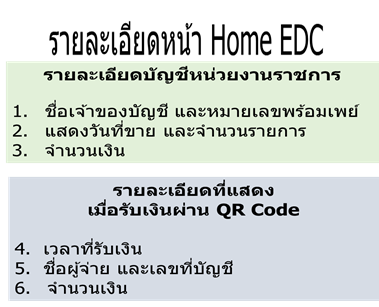 รายละเอียดหน้า Home EDC
รายละเอียดบัญชีหน่วยงานราชการ
1. ชื่อเจ้าของบัญชี และหมายเลขพร้อมเพย์
2. แสดงวันที่ขาย และจำนวนรายการ
3. จำนวนเงิน
รายละเอียดที่แสดง
เมื่อรับเงินผ่าน QR Code
4. เวลาที่รับเงิน
5. ชื่อผู้จ่าย และเลขที่บัญชี
6. จำนวนเงิน